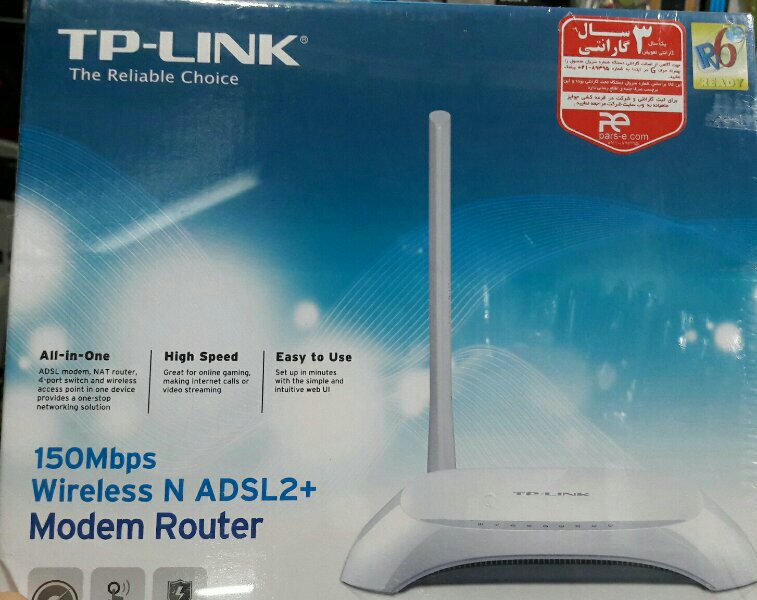 TP-LINK®
The Reliable Choice
۳ سال
گارانتی
pars-e.com
IPv6
READY
All-in-One
ADSL modem, NAT router,
4-port switch and wireless
access point in one device
provides a one-stop
networking solution
High Speed
Great for online gaming,
making internet calls or
video streaming
Easy to Use
Set up in minutes
with the simple and
intuitive web UI
150Mbps
Wireless N ADSL2+
Modem Router
TP-LINK